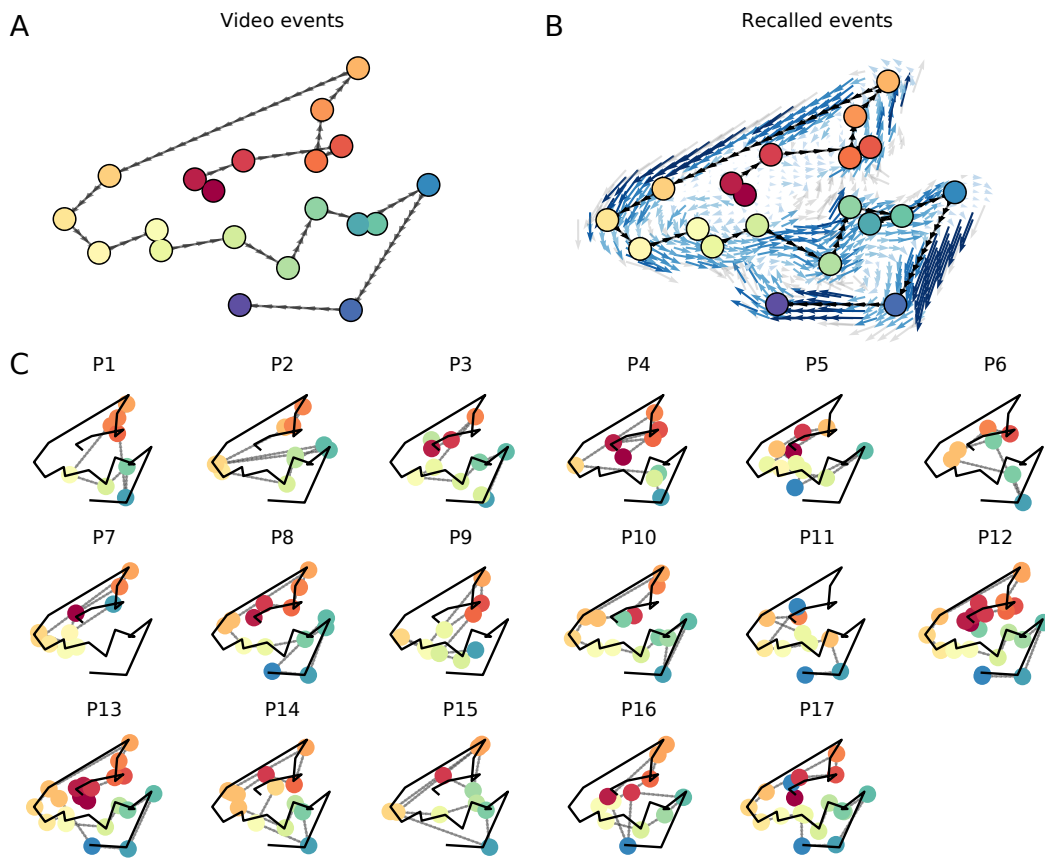 A Video events B Recalled events
C
P1 P2 P3 P4 P5 P6
P7 P8 P9 P10 P11 P12
P13 P14 P15 P16 P17